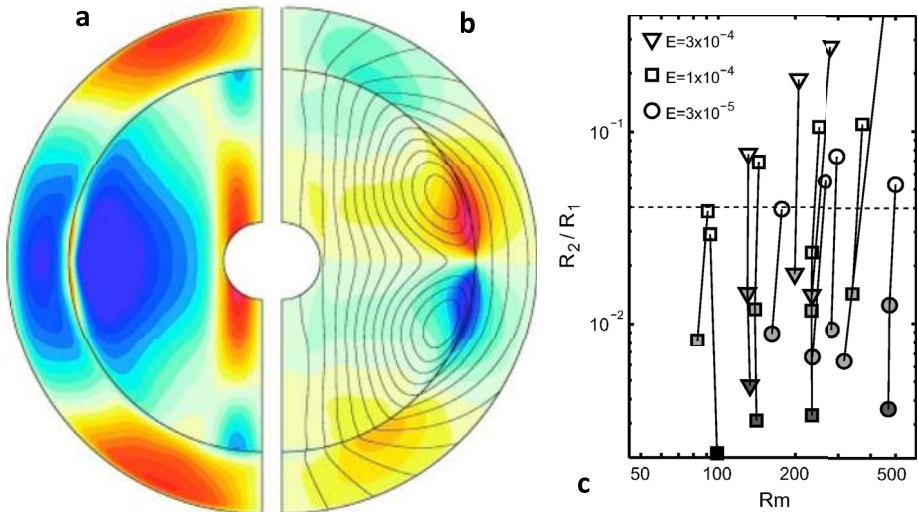 a
b
E=3x10⁻⁴
E=1x10⁻⁴
E=3x10⁻⁵
10⁻¹
10⁻²
R₂ / R₁
50 100 200 500
Rm
c